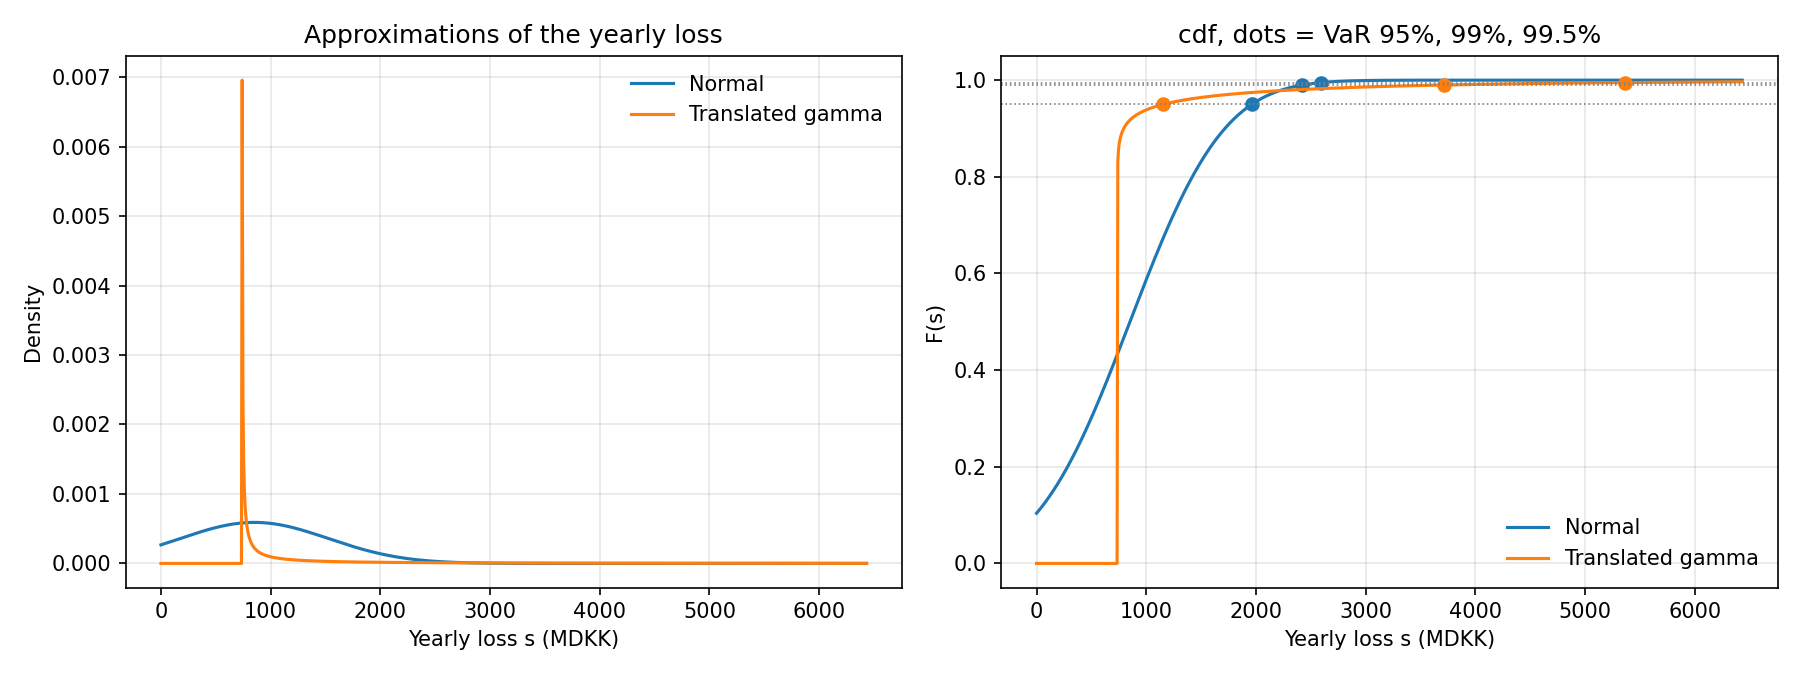 Approximations of the yearly loss
0.007
0.006
0.005
0.004
0.003
0.002
0.001
0.000
Density
Normal
Translated gamma
0 1000 2000 3000 4000 5000 6000
Yearly loss s (MDKK)
cdf, dots = VaR 95%, 99%, 99.5%
1.0
0.8
0.6
0.4
0.2
0.0
F(s)
Normal
Translated gamma
0 1000 2000 3000 4000 5000 6000
Yearly loss s (MDKK)